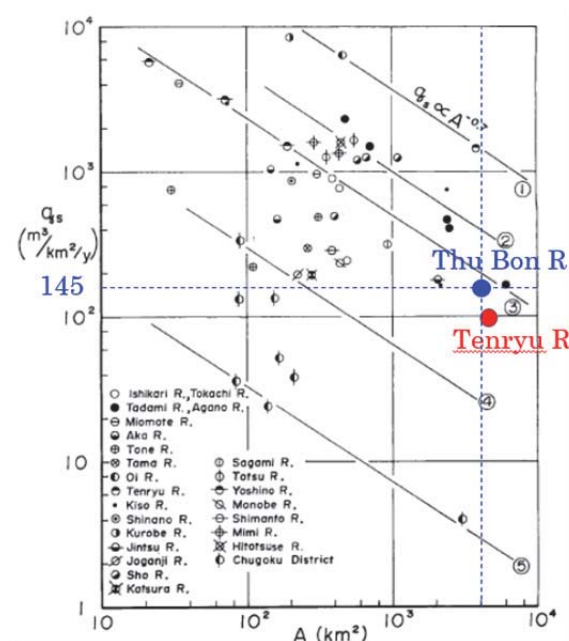 10⁴
qₛ ∝ A⁻⁰·⁷
10³
①
qss
(m³/km²/y)
②
Thu Bon R
145
③
10²
Tenryu R
④
○ Ishikari R., Tokachi R.
● Tadami R., Agano R.
⊖ Miomote R.
Aka R.
Tone R.
⊗ Tama R.
Oi R.
Tenryu R.
• Kiso R.
Shinano R.
Kurobe R.
Jintsu R.
Joganji R.
Sho R.
Katsura R.
Sagami R.
Totsu R.
Yoshino R.
Monobe R.
Shimanto R.
Mimi R.
Hitotsuse R.
Chugoku District
10
⑤
1
10 10² 10³ 10⁴
A (km²)